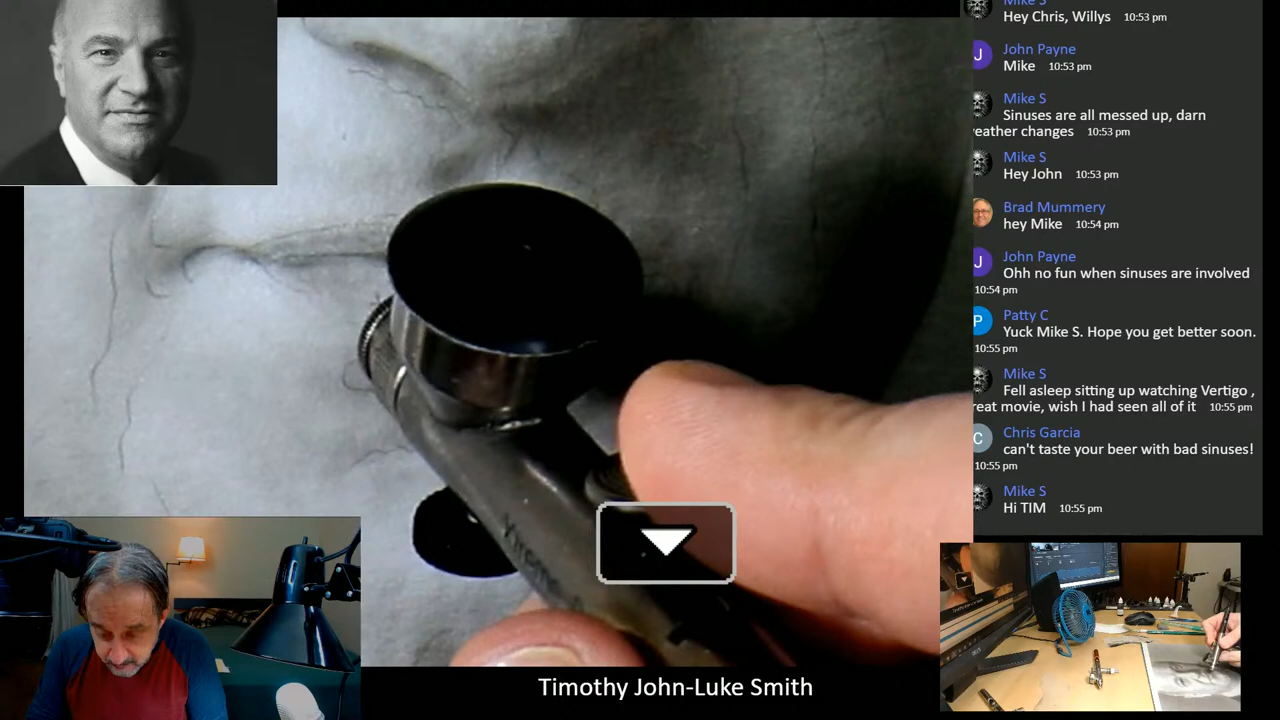 Mike S
Hey Chris, Willys 10:53 pm
J
John Payne
Mike 10:53 pm
Mike S
Sinuses are all messed up, darn
eather changes 10:53 pm
Mike S
Hey John 10:53 pm
Brad Mummery
hey Mike 10:54 pm
J
John Payne
Ohh no fun when sinuses are involved
10:54 pm
P
Patty C
Yuck Mike S. Hope you get better soon.
10:55 pm
Mike S
Fell asleep sitting up watching Vertigo ,
reat movie, wish I had seen all of it 10:55 pm
C
Chris Garcia
can't taste your beer with bad sinuses!
10:55 pm
Mike S
Hi TIM 10:55 pm
Timothy John-Luke Smith